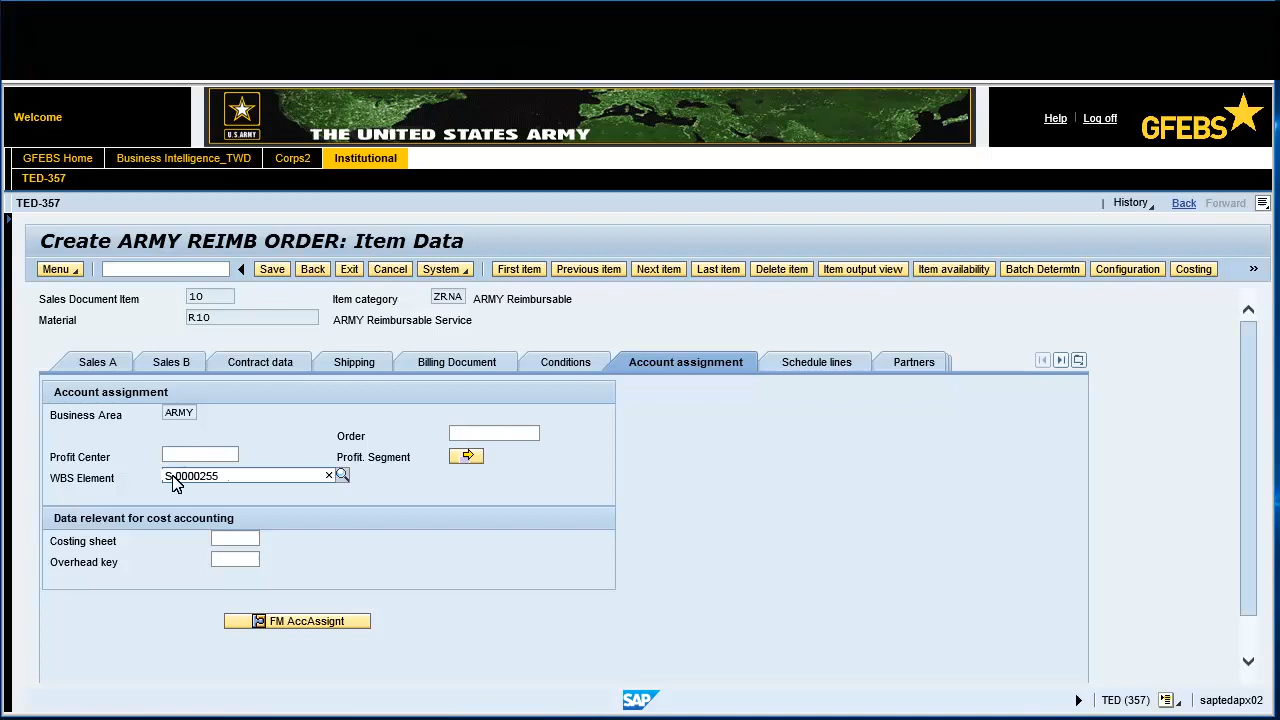 Welcome
U.S.ARMY
THE UNITED STATES ARMY
Help
Log off
GFEBS
GFEBS Home
Business Intelligence_TWD
Corps2
Institutional
TED-357
TED-357
History
Back
Forward
Create ARMY REIMB ORDER: Item Data
Menu
Save
Back
Exit
Cancel
System
First item
Previous item
Next item
Last item
Delete item
Item output view
Item availability
Batch Determtn
Configuration
Costing
Sales Document Item
10
Item category
ZRNA
ARMY Reimbursable
Material
R10
ARMY Reimbursable Service
Sales A
Sales B
Contract data
Shipping
Billing Document
Conditions
Account assignment
Schedule lines
Partners
Account assignment
Business Area
ARMY
Order
Profit Center
Profit. Segment
WBS Element
Data relevant for cost accounting
Costing sheet
Overhead key
FM AccAssignt
SAP
TED (357)
saptedapx02